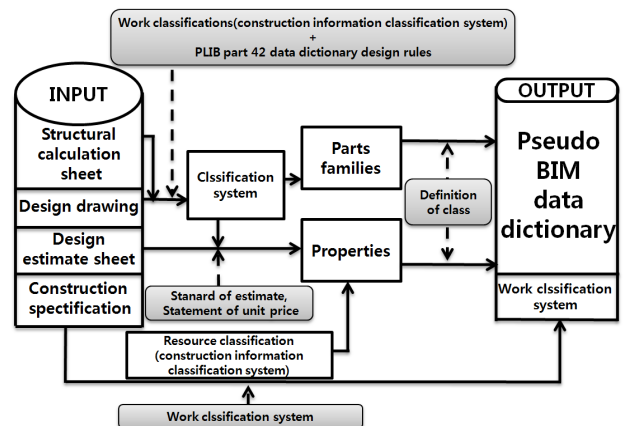 Work classifications(construction information classification system)
+
PLIB part 42 data dictionary design rules
INPUT
Structural
calculation
sheet
Design drawing
Design
estimate sheet
Construction
spectification
Clssification
system
Parts
families
Properties
Definition
of class
Stanard of estimate,
Statement of unit price
Resource classification
(construction information
classification system)
Work clssification system
OUTPUT
Pseudo
BIM
data
dictionary
Work clssification
system